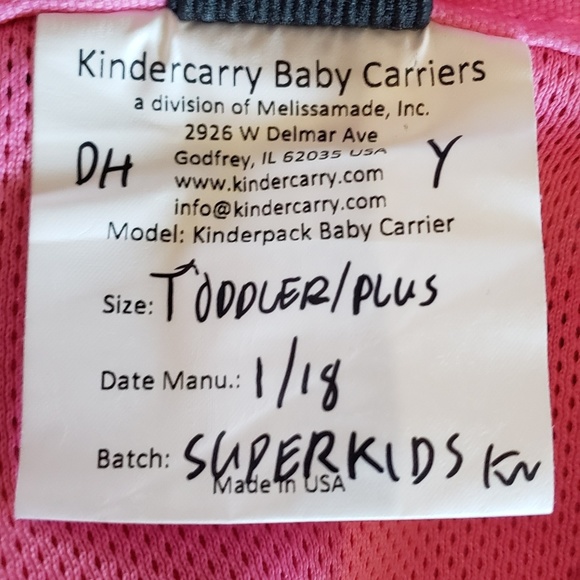 Kindercarry Baby Carriers
a division of Melissamade, Inc.
2926 W Delmar Ave
DH Godfrey, IL 62035 USA Y
www.kindercarry.com
info@kindercarry.com
Model: Kinderpack Baby Carrier
Size: TODDLER/PLUS
Date Manu.: 1/18
Batch: SUPERKIDS KN
Made in USA